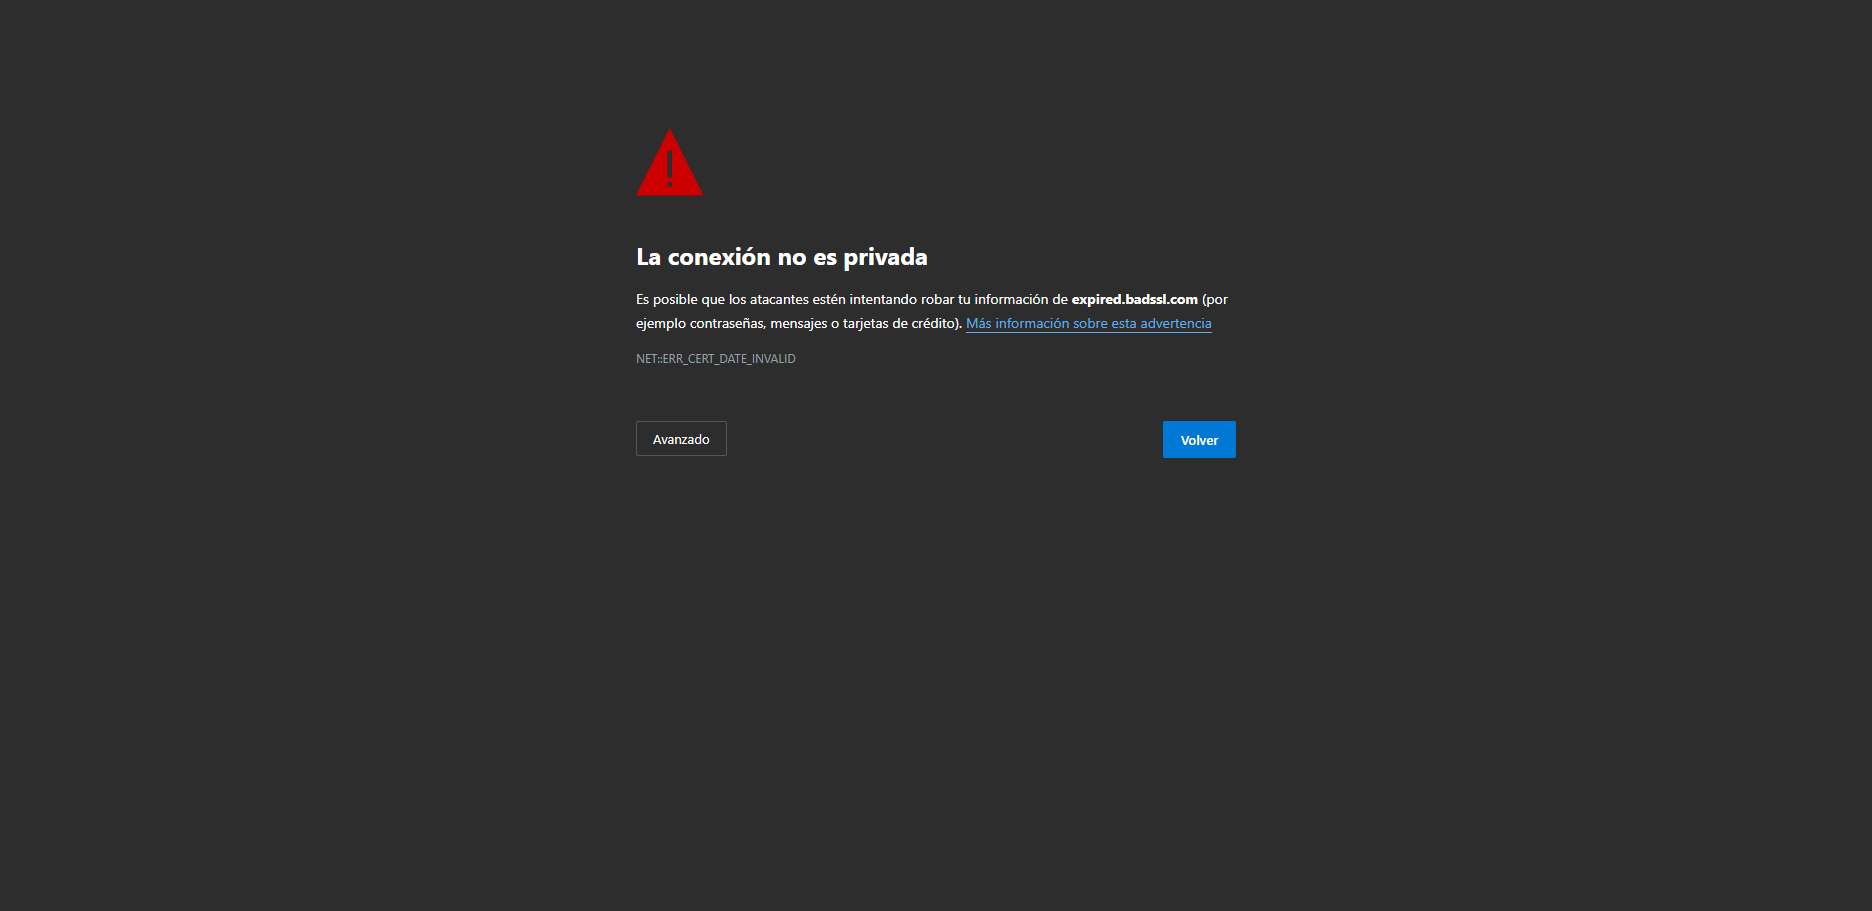 La conexión no es privada
Es posible que los atacantes estén intentando robar tu información de expired.badssl.com (por
ejemplo contraseñas, mensajes o tarjetas de crédito). Más información sobre esta advertencia
NET::ERR_CERT_DATE_INVALID
Avanzado
Volver